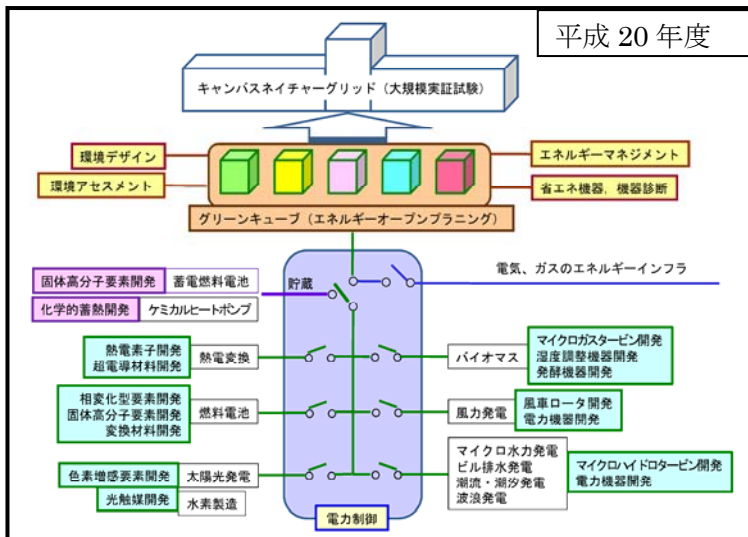 平成 20 年度
キャンバスネイチャーグリッド（大規模実証試験）
環境デザイン
環境アセスメント
エネルギーマネジメント
省エネ機器，機器診断
グリーンキューブ（エネルギーオープンプラニング）
電気、ガスのエネルギーインフラ
固体高分子要素開発
蓄電燃料電池
貯蔵
化学的蓄熱開発
ケミカルヒートポンプ
熱電素子開発
超電導材料開発
熱電変換
バイオマス
マイクロガスタービン開発
湿度調整機器開発
発酵機器開発
相変化型要素開発
固体高分子要素開発
変換材料開発
燃料電池
風力発電
風車ロータ開発
電力機器開発
色素増感要素開発
太陽光発電
光触媒開発
水素製造
マイクロ水力発電
ビル排水発電
潮流・潮汐発電
波浪発電
マイクロハイドロタービン開発
電力機器開発
電力制御